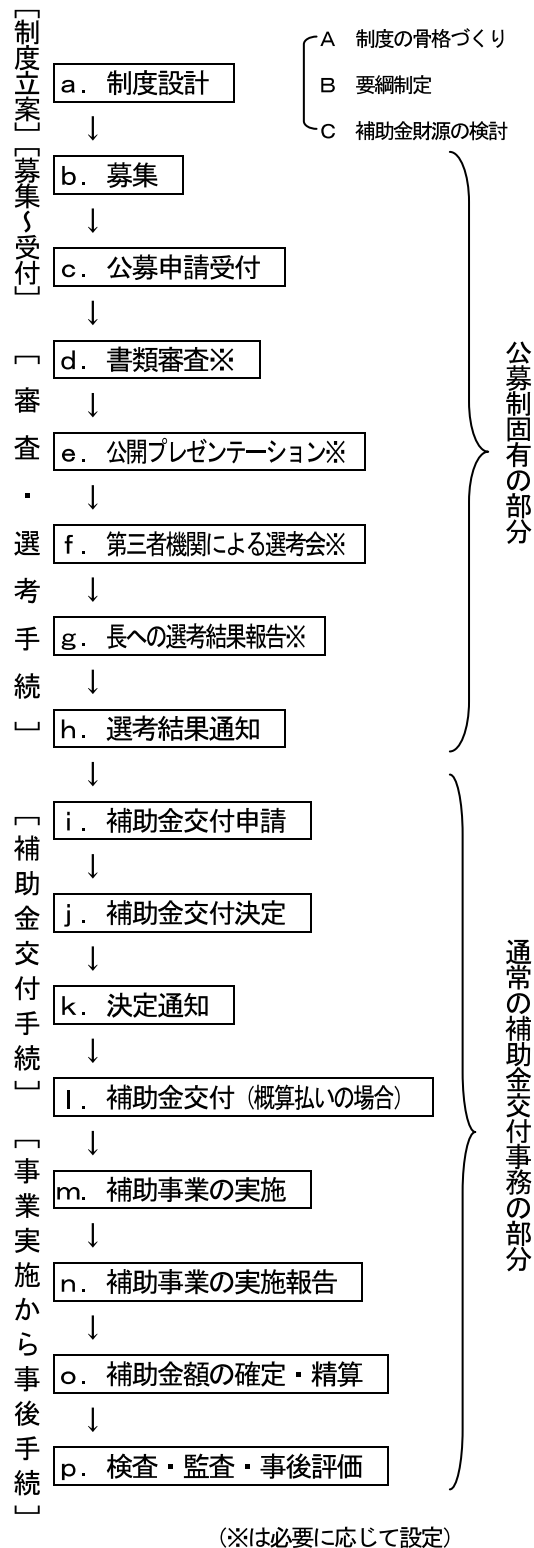 ［制度立案］
a. 制度設計
A 制度の骨格づくり
B 要綱制定
C 補助金財源の検討
↓
［募集～受付］
b. 募集
↓
c. 公募申請受付
↓
［審査・選考手続］
d. 書類審査※
↓
e. 公開プレゼンテーション※
↓
f. 第三者機関による選考会※
↓
g. 長への選考結果報告※
↓
h. 選考結果通知
公募制固有の部分
↓
［補助金交付手続］
i. 補助金交付申請
↓
j. 補助金交付決定
↓
k. 決定通知
↓
l. 補助金交付（概算払いの場合）
↓
［事業実施から事後手続］
m. 補助事業の実施
↓
n. 補助事業の実施報告
↓
o. 補助金額の確定・精算
↓
p. 検査・監査・事後評価
通常の補助金交付事務の部分
（※は必要に応じて設定）